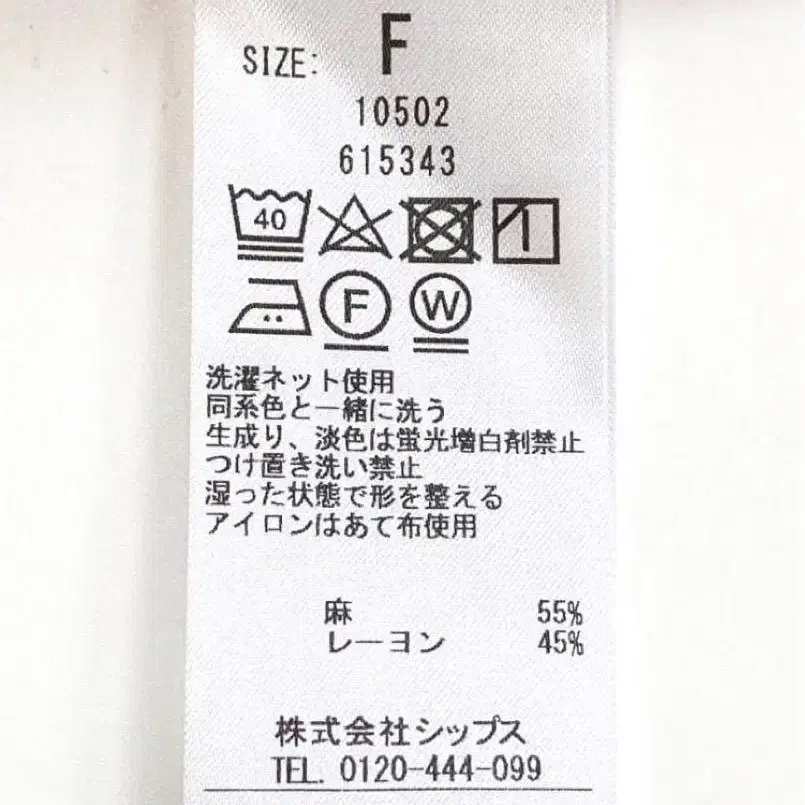 SIZE: F
10502
615343
40
F W
洗濯ネット使用
同系色と一緒に洗う
生成り、淡色は蛍光増白剤禁止
つけ置き洗い禁止
湿った状態で形を整える
アイロンはあて布使用
麻 55%
レーヨン 45%
株式会社シップス
TEL. 0120-444-099